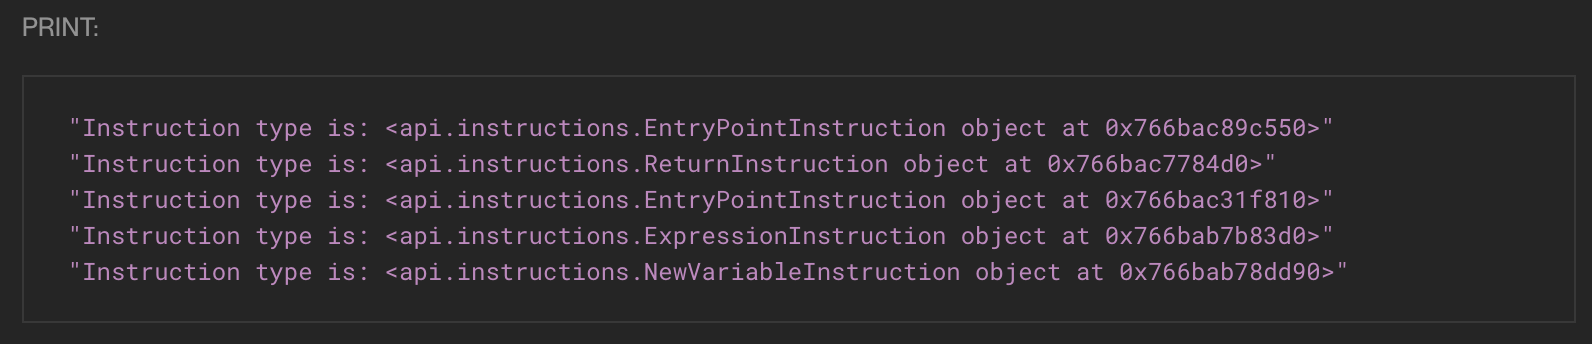 PRINT:
"Instruction type is: <api.instructions.EntryPointInstruction object at 0x766bac89c550>"
"Instruction type is: <api.instructions.ReturnInstruction object at 0x766bac7784d0>"
"Instruction type is: <api.instructions.EntryPointInstruction object at 0x766bac31f810>"
"Instruction type is: <api.instructions.ExpressionInstruction object at 0x766bab7b83d0>"
"Instruction type is: <api.instructions.NewVariableInstruction object at 0x766bab78dd90>"